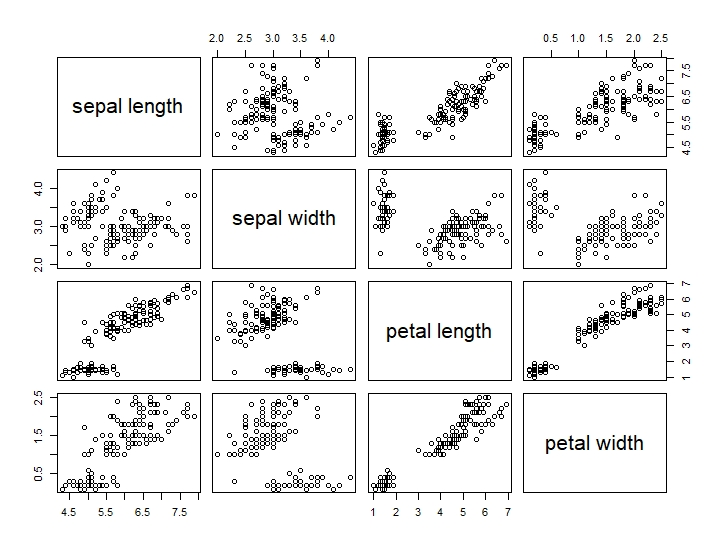 2.0 2.5 3.0 3.5 4.0
0.5 1.0 1.5 2.0 2.5
sepal length
4.5 5.5 6.5 7.5
2.0 3.0 4.0
sepal width
petal length
1 2 3 4 5 6 7
0.5 1.5 2.5
petal width
4.5 5.5 6.5 7.5
1 2 3 4 5 6 7